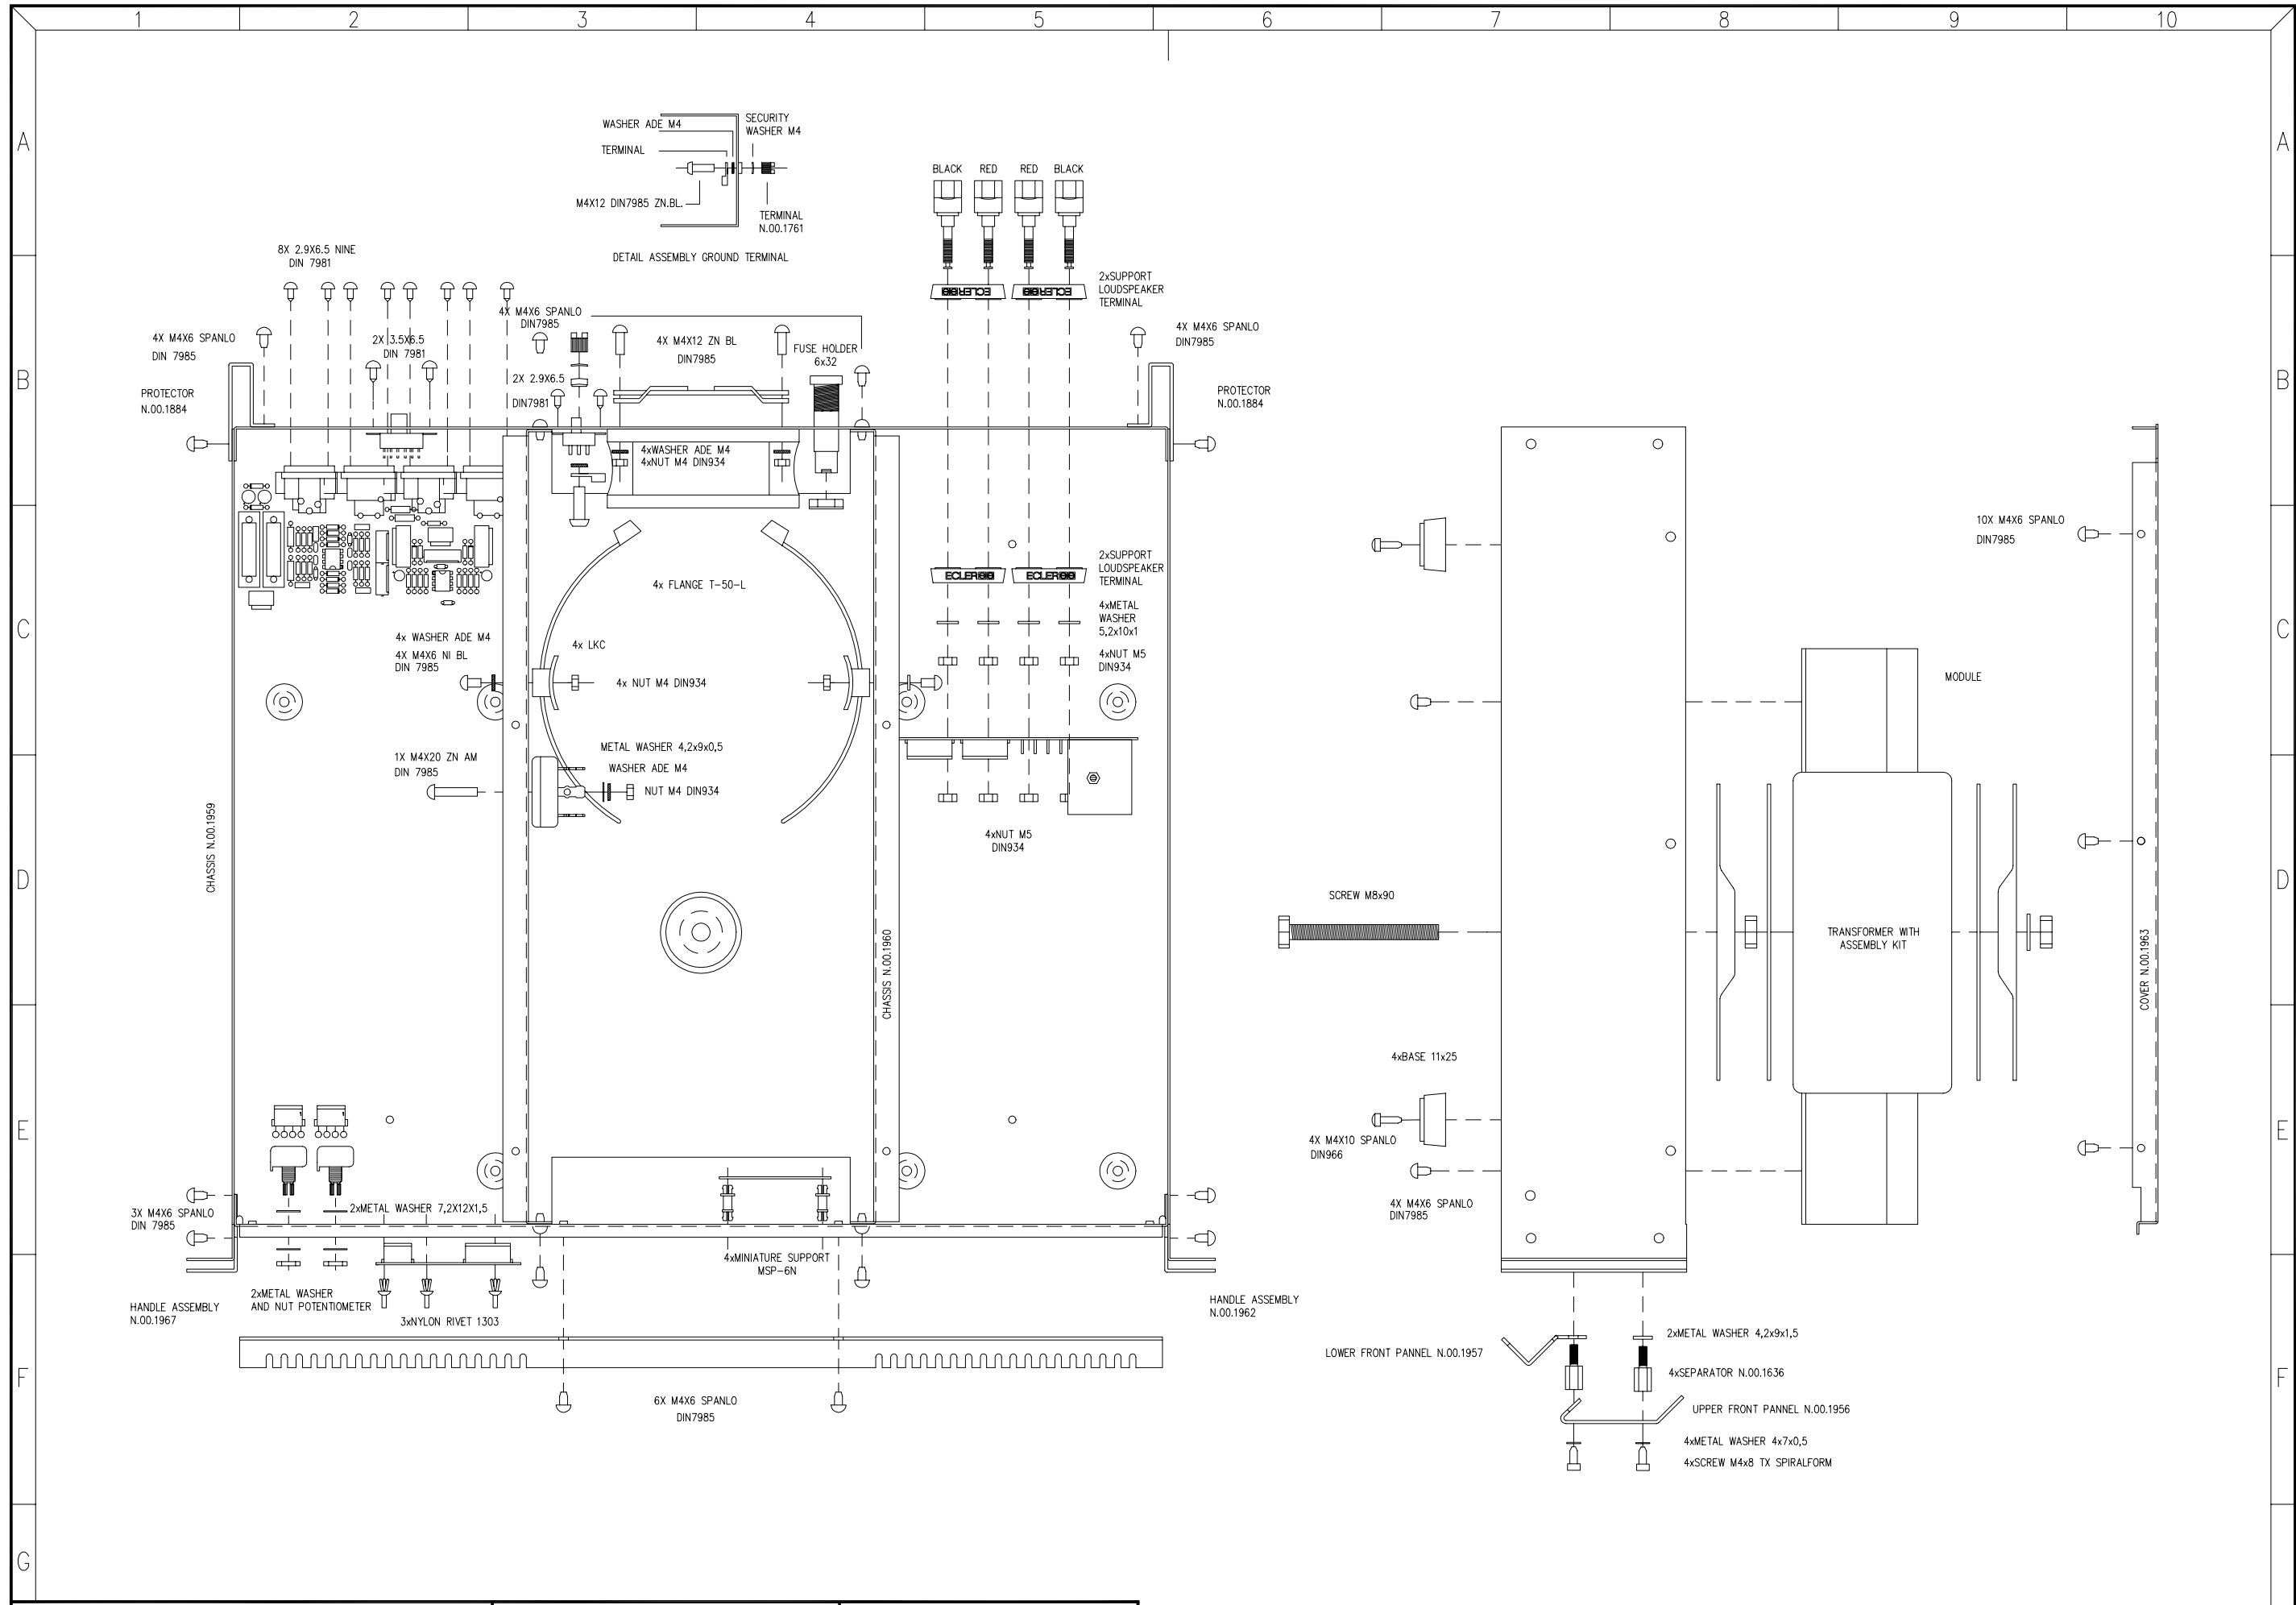 1 2 3 4 5 6 7 8 9 10
A
A
WASHER ADE M4
SECURITY
WASHER M4
TERMINAL
M4X12 DIN7985 ZN.BL.
TERMINAL
N.00.1761
DETAIL ASSEMBLY GROUND TERMINAL
BLACK RED RED BLACK
8X 2.9X6.5 NINE
DIN 7981
ECLER
ECLER
2xSUPPORT
LOUDSPEAKER
TERMINAL
B
B
4X M4X6 SPANLO
DIN 7985
2X 3.5X6.5
DIN 7981
4X M4X6 SPANLO
DIN7985
4X M4X12 ZN BL
DIN7985
FUSE HOLDER
6x32
4X M4X6 SPANLO
DIN7985
2X 2.9X6.5
DIN7981
PROTECTOR
N.00.1884
PROTECTOR
N.00.1884
4xWASHER ADE M4
4xNUT M4 DIN934
10X M4X6 SPANLO
DIN7985
C
C
4x FLANGE T-50-L
ECLER
ECLER
2xSUPPORT
LOUDSPEAKER
TERMINAL
4xMETAL
WASHER
5,2x10x1
4xNUT M5
DIN934
4x WASHER ADE M4
4X M4X6 NI BL
DIN 7985
4x LKC
4x NUT M4 DIN934
MODULE
1X M4X20 ZN AM
DIN 7985
METAL WASHER 4,2x9x0,5
WASHER ADE M4
NUT M4 DIN934
4xNUT M5
DIN934
D
D
CHASSIS N.00.1959
CHASSIS N.00.1960
SCREW M8x90
TRANSFORMER WITH
ASSEMBLY KIT
COVER N.00.1963
4xBASE 11x25
E
E
4X M4X10 SPANLO
DIN966
4X M4X6 SPANLO
DIN7985
3X M4X6 SPANLO
DIN 7985
2xMETAL WASHER 7,2X12X1,5
4xMINIATURE SUPPORT
MSP-6N
HANDLE ASSEMBLY
N.00.1967
2xMETAL WASHER
AND NUT POTENTIOMETER
3xNYLON RIVET 1303
HANDLE ASSEMBLY
N.00.1962
F
F
LOWER FRONT PANNEL N.00.1957
2xMETAL WASHER 4,2x9x1,5
4xSEPARATOR N.00.1636
UPPER FRONT PANNEL N.00.1956
4xMETAL WASHER 4x7x0,5
4xSCREW M4x8 TX SPIRALFORM
6X M4X6 SPANLO
DIN7985
G